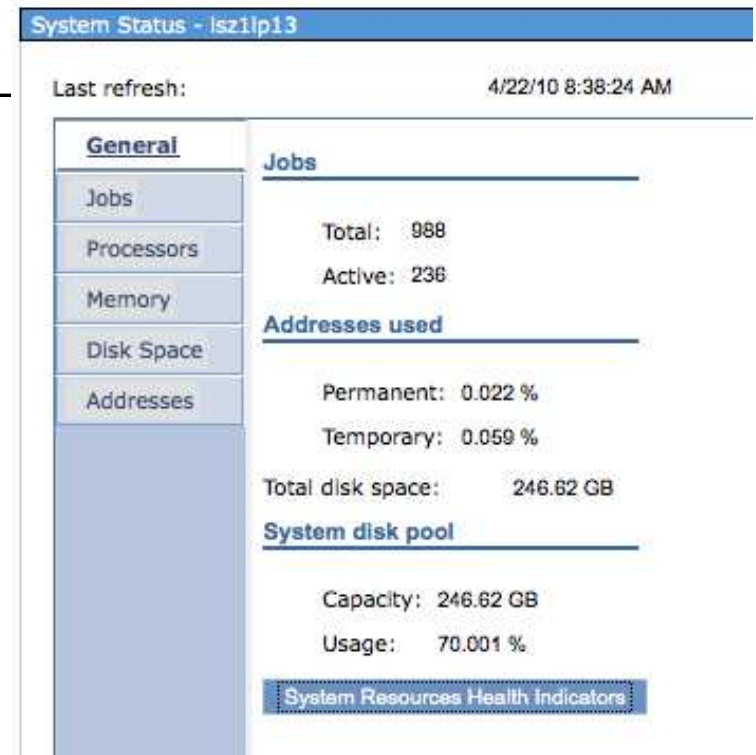 System Status - isz1lp13
Last refresh: 4/22/10 8:38:24 AM
General
Jobs
Processors
Memory
Disk Space
Addresses
Jobs
Total: 988
Active: 236
Addresses used
Permanent: 0.022 %
Temporary: 0.059 %
Total disk space: 246.62 GB
System disk pool
Capacity: 246.62 GB
Usage: 70.001 %
System Resources Health Indicators